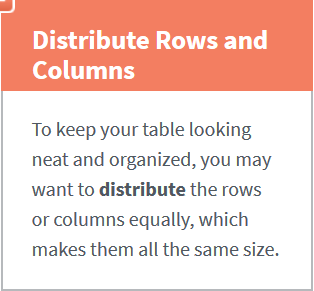 Distribute Rows and
Columns
To keep your table looking
neat and organized, you may
want to distribute the rows
or columns equally, which
makes them all the same size.